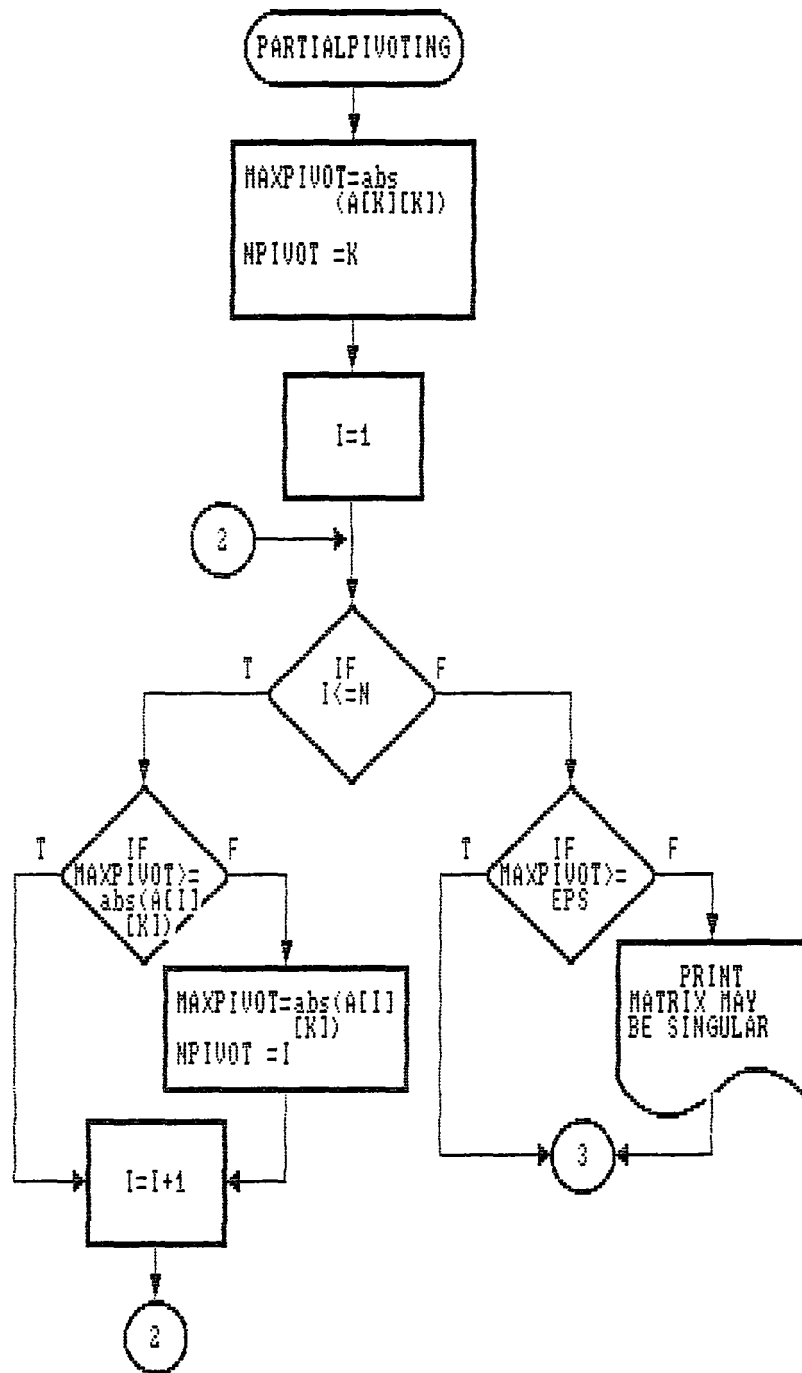 PARTIALPIVOTING
MAXPIVOT=abs
(A[K][K])
NPIVOT =K
I=1
2
T
IF
I<=N
F
T
IF
MAXPIVOT>=
abs(A[I]
[K])
F
T
IF
MAXPIVOT>=
EPS
F
MAXPIVOT=abs(A[I]
[K])
NPIVOT =I
PRINT
MATRIX MAY
BE SINGULAR
I=I+1
3
2